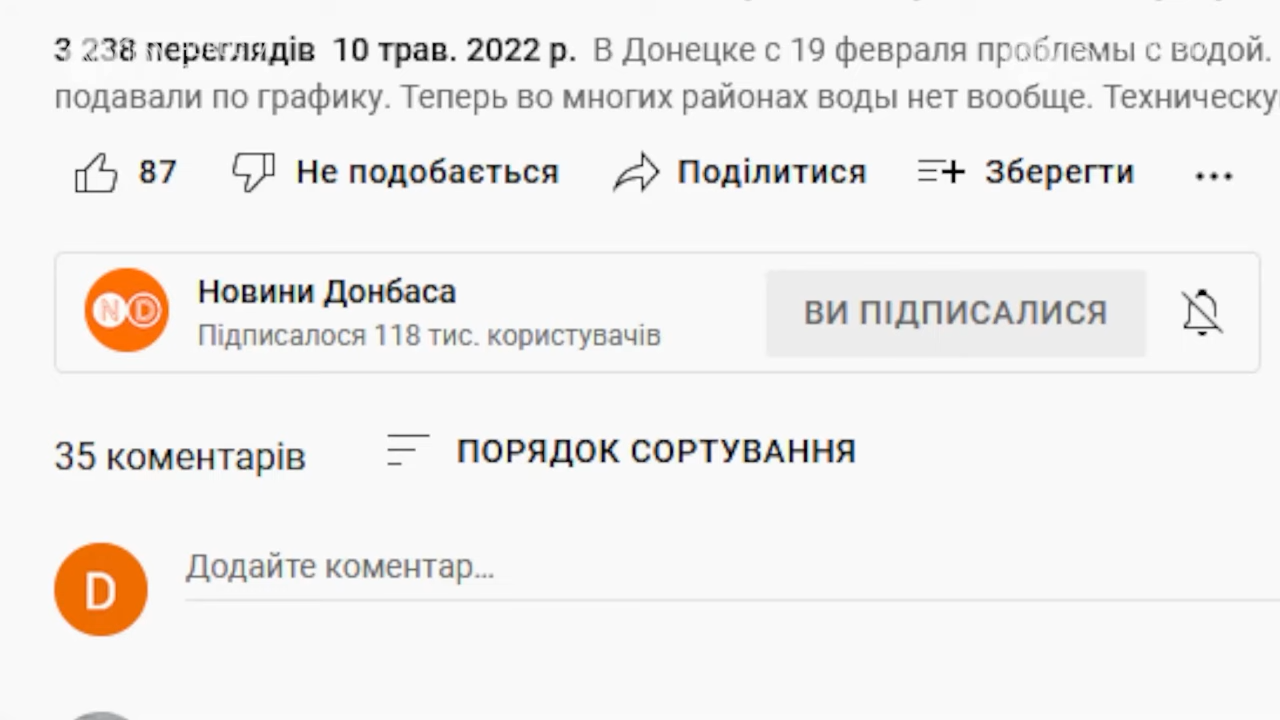 3 238 переглядів 10 трав. 2022 р. В Донецке с 19 февраля проблемы с водой.
подавали по графику. Теперь во многих районах воды нет вообще. Техническу
87 Не подобається Поділитися Зберегти
ND
Новини Донбаса
Підписалося 118 тис. користувачів
ВИ ПІДПИСАЛИСЯ
35 коментарів ПОРЯДОК СОРТУВАННЯ
D
Додайте коментар...